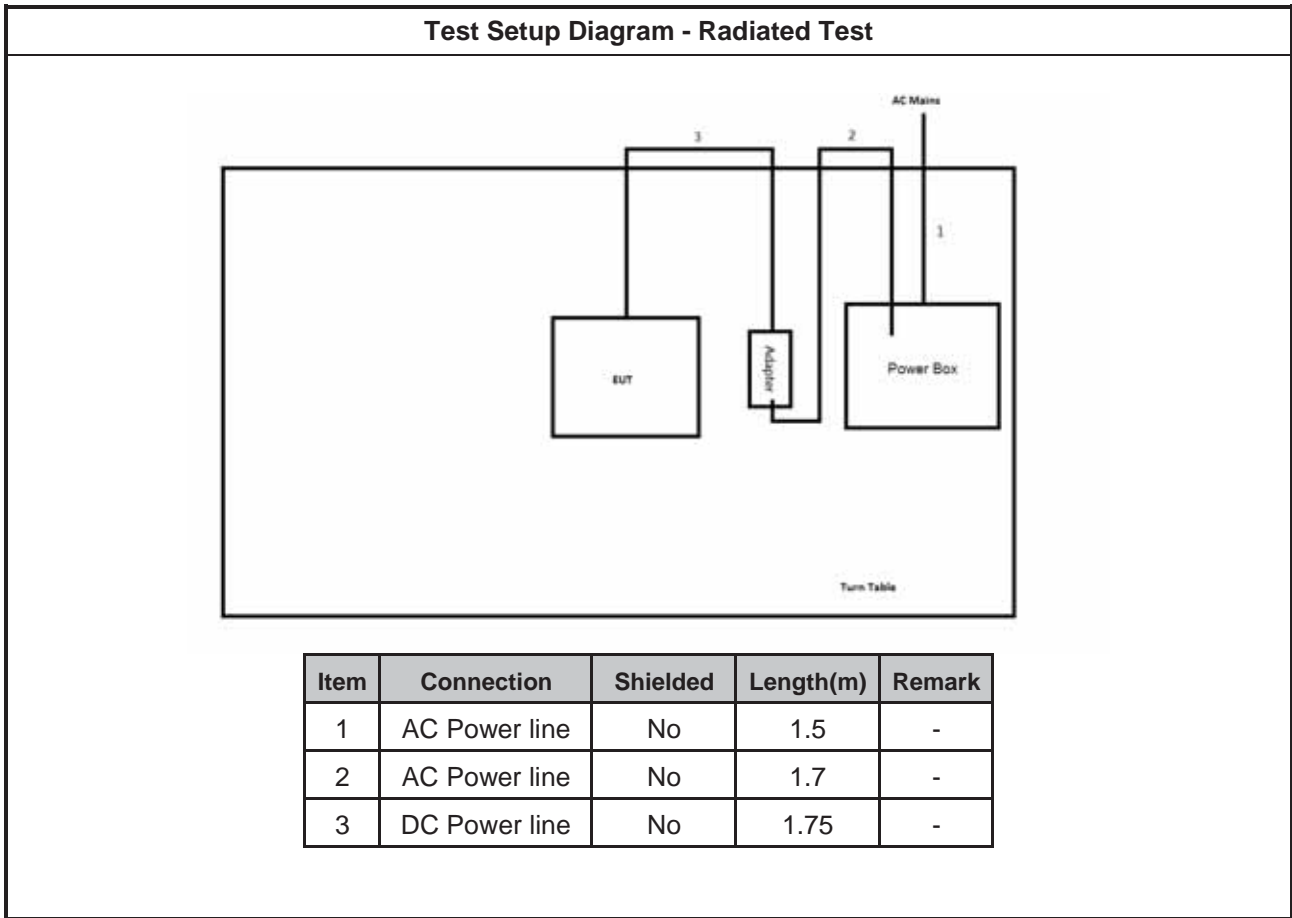 Test Setup Diagram - Radiated Test
AC Mains
3
2
1
EUT
Adapter
Power Box
Turn Table
Item Connection Shielded Length(m) Remark
1 AC Power line No 1.5 -
2 AC Power line No 1.7 -
3 DC Power line No 1.75 -